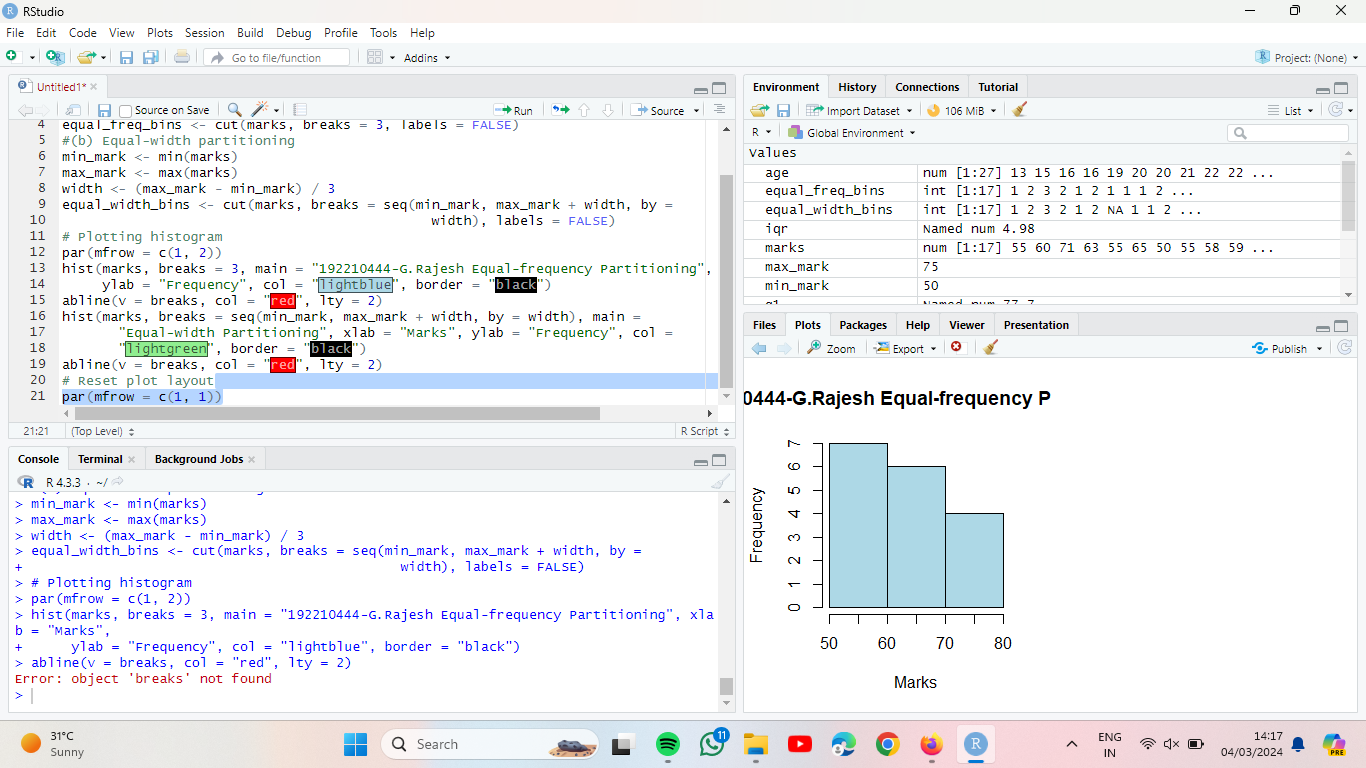 RStudio
File Edit Code View Plots Session Build Debug Profile Tools Help
Go to file/function
Addins
Project: (None)
Untitled1*
Source on Save
Run
Source
4 equal_freq_bins <- cut(marks, breaks = 3, labels = FALSE)
5 #(b) Equal-width partitioning
6 min_mark <- min(marks)
7 max_mark <- max(marks)
8 width <- (max_mark - min_mark) / 3
9 equal_width_bins <- cut(marks, breaks = seq(min_mark, max_mark + width, by =
10 width), labels = FALSE)
11 # Plotting histogram
12 par(mfrow = c(1, 2))
13 hist(marks, breaks = 3, main = "192210444-G.Rajesh Equal-frequency Partitioning",
14 ylab = "Frequency", col = "lightblue", border = "black")
15 abline(v = breaks, col = "red", lty = 2)
16 hist(marks, breaks = seq(min_mark, max_mark + width, by = width), main =
17 "Equal-width Partitioning", xlab = "Marks", ylab = "Frequency", col =
18 "lightgreen", border = "black")
19 abline(v = breaks, col = "red", lty = 2)
20 # Reset plot layout
21 par(mfrow = c(1, 1))
21:21 (Top Level) R Script
Console Terminal Background Jobs
R 4.3.3 · ~/
> min_mark <- min(marks)
> max_mark <- max(marks)
> width <- (max_mark - min_mark) / 3
> equal_width_bins <- cut(marks, breaks = seq(min_mark, max_mark + width, by =
+ width), labels = FALSE)
> # Plotting histogram
> par(mfrow = c(1, 2))
> hist(marks, breaks = 3, main = "192210444-G.Rajesh Equal-frequency Partitioning", xla
b = "Marks",
+ ylab = "Frequency", col = "lightblue", border = "black")
> abline(v = breaks, col = "red", lty = 2)
Error: object 'breaks' not found
>
Environment History Connections Tutorial
Import Dataset 106 MiB List
R Global Environment
Values
age num [1:27] 13 15 16 16 19 20 20 21 22 22 ...
equal_freq_bins int [1:17] 1 2 3 2 1 2 1 1 1 2 ...
equal_width_bins int [1:17] 1 2 3 2 1 2 NA 1 1 2 ...
iqr Named num 4.98
marks num [1:17] 55 60 71 63 55 65 50 55 58 59 ...
max_mark 75
min_mark 50
q1 Named num 77.7
Files Plots Packages Help Viewer Presentation
Zoom Export Publish
0444-G.Rajesh Equal-frequency P
Frequency
0 1 2 3 4 5 6 7
50 60 70 80
Marks
31°C
Sunny
Search
11
ENG
IN
14:17
04/03/2024
PRE